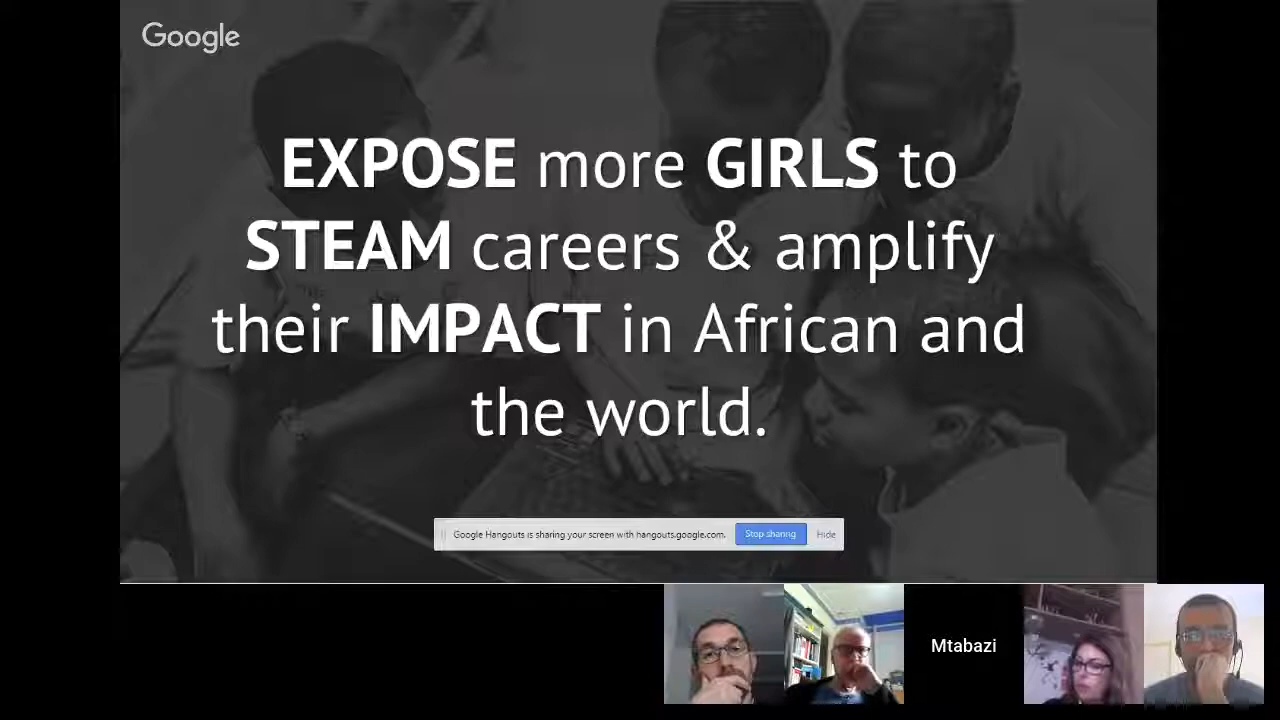 Google
EXPOSE more GIRLS to
STEAM careers & amplify
their IMPACT in African and
the world.
Google Hangouts is sharing your screen with hangouts.google.com.
Stop sharing
Hide
Mtabazi